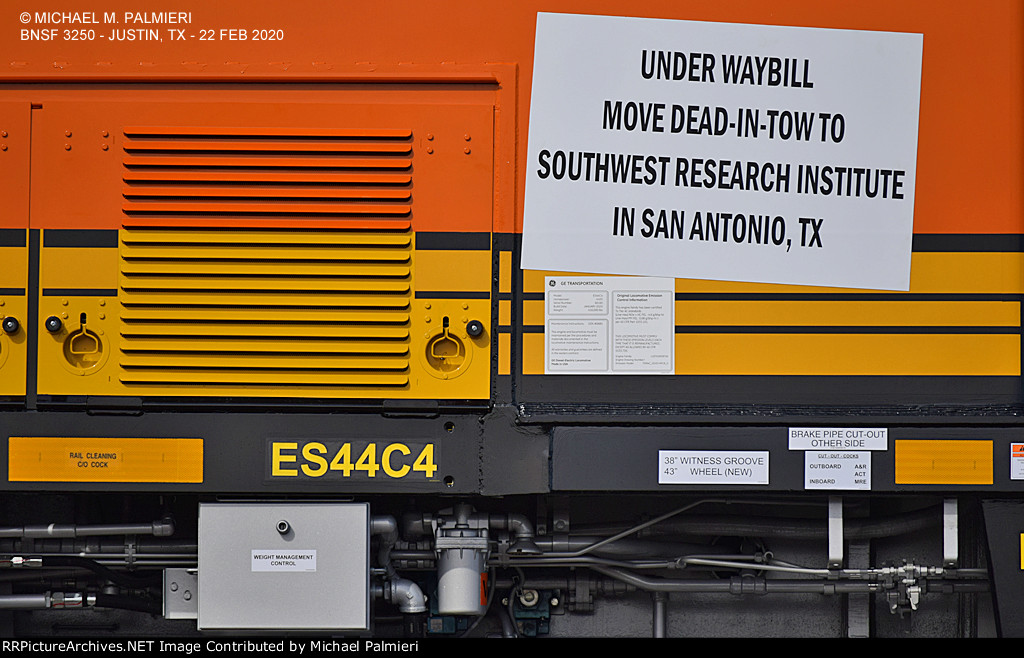 © MICHAEL M. PALMIERI
BNSF 3250 - JUSTIN, TX - 22 FEB 2020
UNDER WAYBILL
MOVE DEAD-IN-TOW TO
SOUTHWEST RESEARCH INSTITUTE
IN SAN ANTONIO, TX
GE TRANSPORTATION
RAIL CLEANING
C/O COCK
ES44C4
38" WITNESS GROOVE
43" WHEEL (NEW)
BRAKE PIPE CUT-OUT
OTHER SIDE
CUT - OUT - COCKS
OUTBOARD A&R
ACT
INBOARD MRE
WEIGHT MANAGEMENT
CONTROL
RRPictureArchives.NET Image Contributed by Michael Palmieri